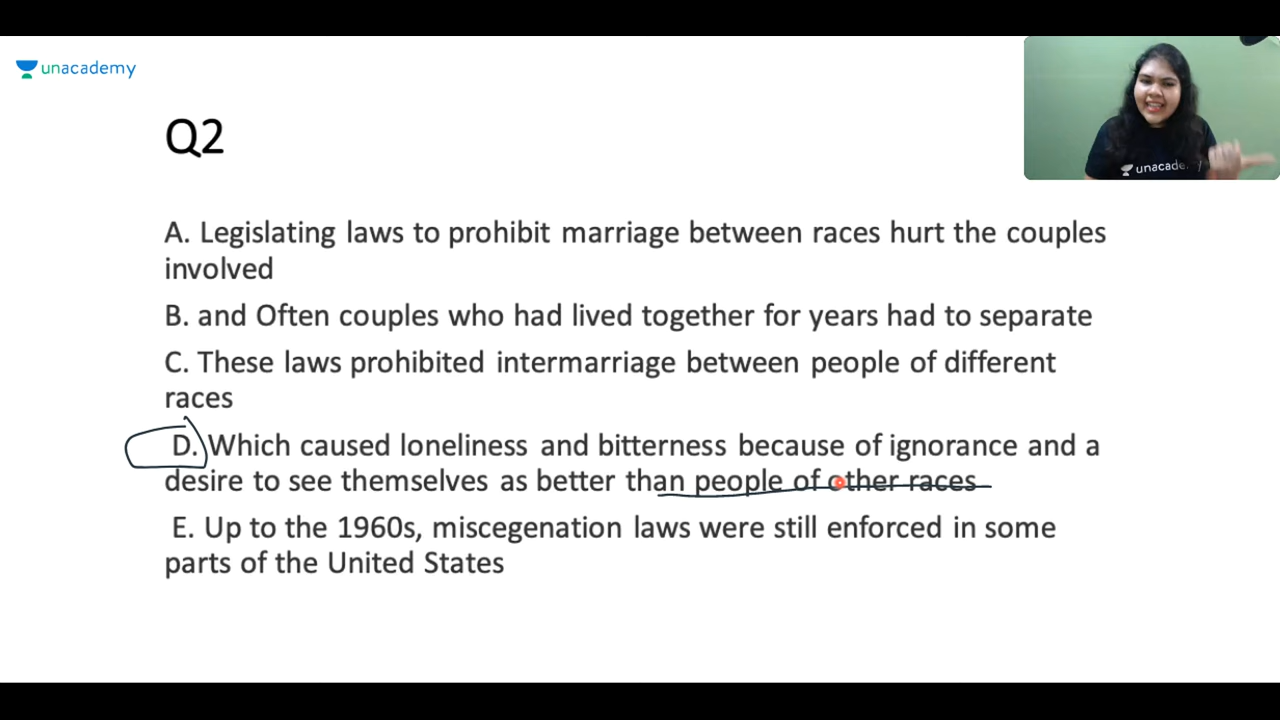 unacademy
unacade
Q2
A. Legislating laws to prohibit marriage between races hurt the couples
involved
B. and Often couples who had lived together for years had to separate
C. These laws prohibited intermarriage between people of different
races
D. Which caused loneliness and bitterness because of ignorance and a
desire to see themselves as better than people of other races
E. Up to the 1960s, miscegenation laws were still enforced in some
parts of the United States